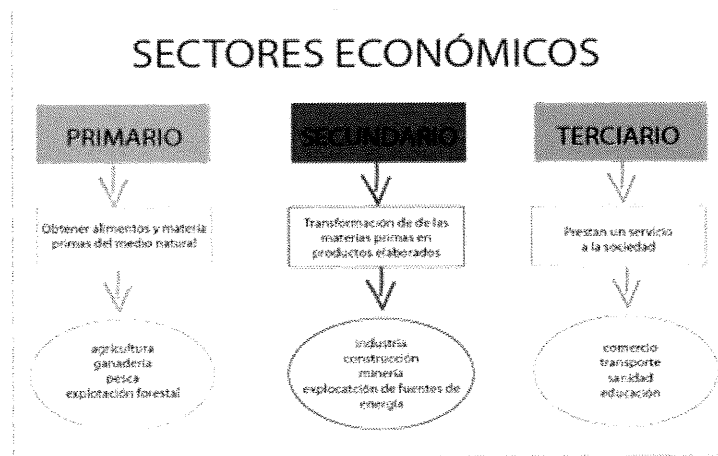 SECTORES ECONÓMICOS
PRIMARIO
SECUNDARIO
TERCIARIO
Obtener alimentos y materia
primas del medio natural
Transformación de de las
materias primas en
productos elaborados
Prestan un servicio
a la sociedad
agricultura
ganadería
pesca
explotación forestal
industria
construcción
minería
explocatción de fuentes de
energía
comercio
transporte
sanidad
educación